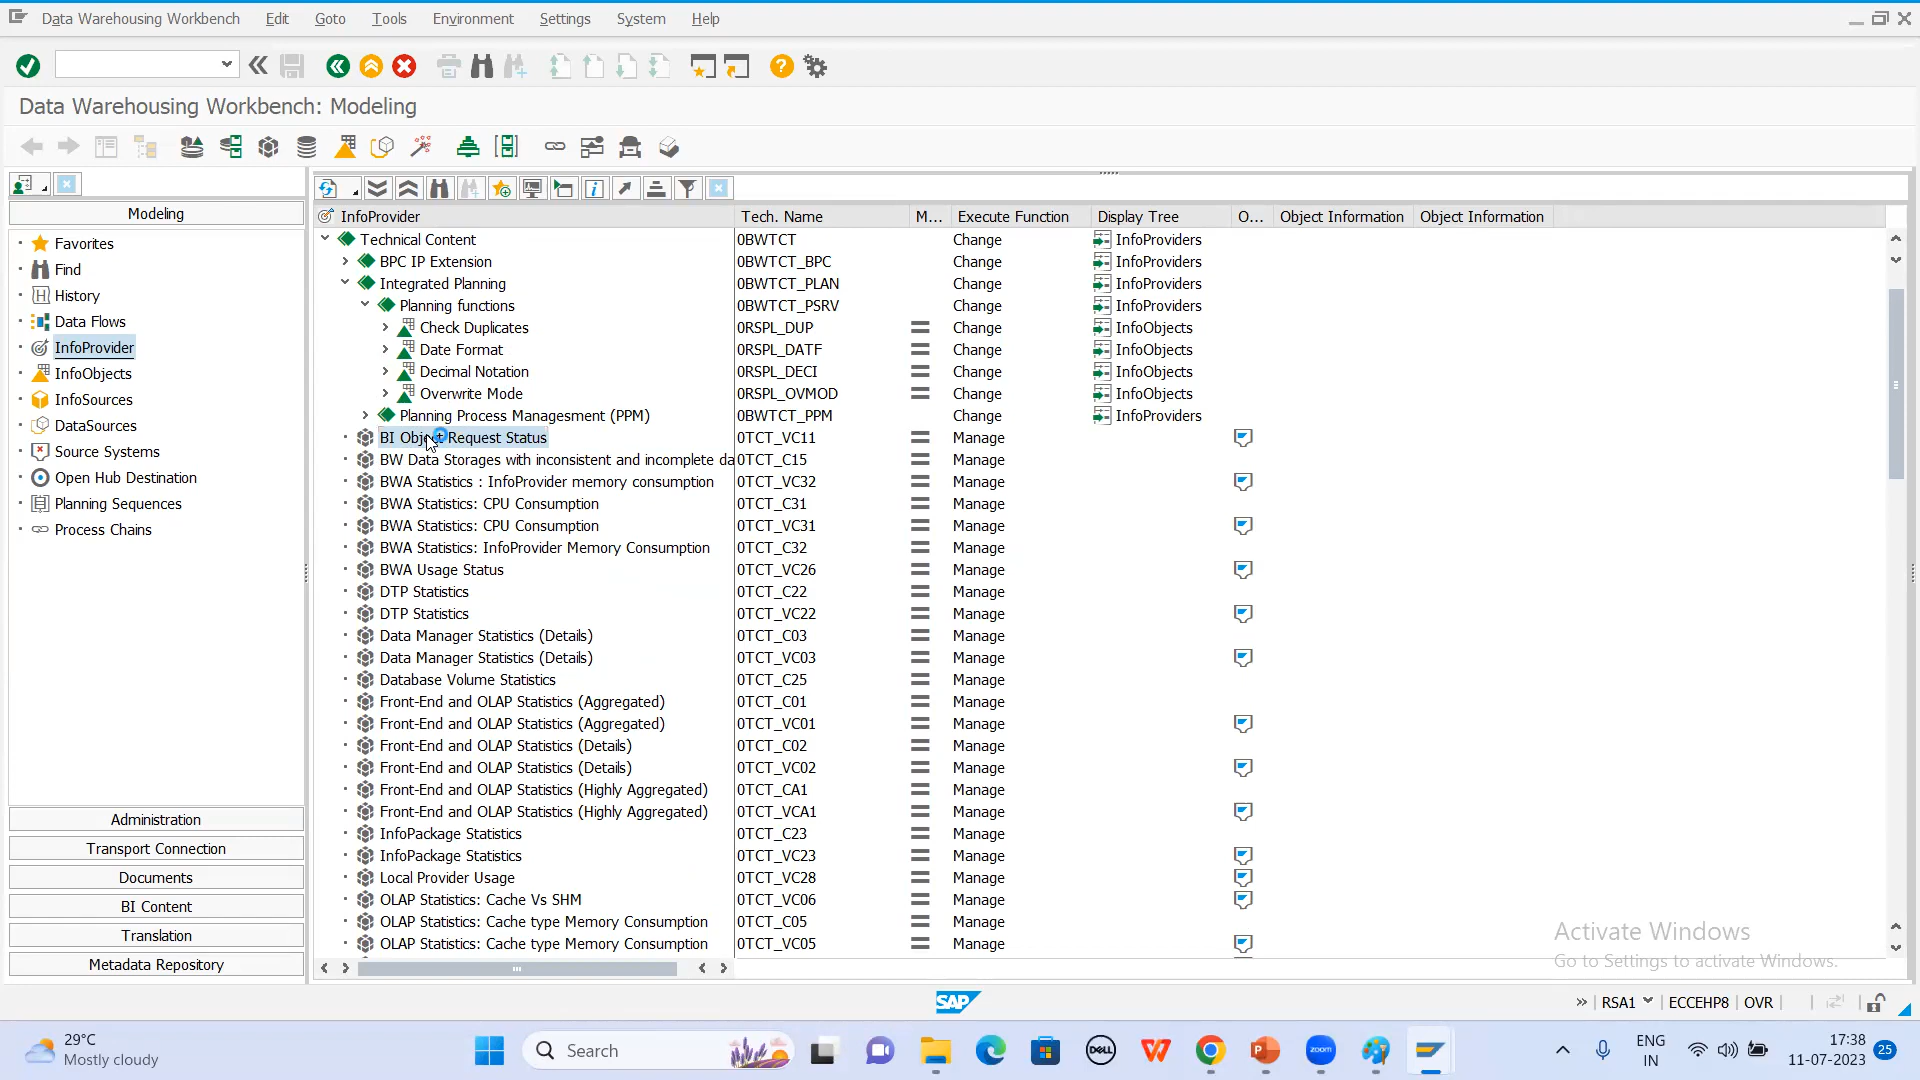 Data Warehousing Workbench Edit Goto Tools Environment Settings System Help
Data Warehousing Workbench: Modeling
Modeling
Favorites
Find
History
Data Flows
InfoProvider
InfoObjects
InfoSources
DataSources
Source Systems
Open Hub Destination
Planning Sequences
Process Chains
Administration
Transport Connection
Documents
BI Content
Translation
Metadata Repository
InfoProvider Tech. Name M... Execute Function Display Tree O... Object Information Object Information
Technical Content 0BWTCT Change InfoProviders
BPC IP Extension 0BWTCT_BPC Change InfoProviders
Integrated Planning 0BWTCT_PLAN Change InfoProviders
Planning functions 0BWTCT_PSRV Change InfoProviders
Check Duplicates 0RSPL_DUP Change InfoObjects
Date Format 0RSPL_DATF Change InfoObjects
Decimal Notation 0RSPL_DECI Change InfoObjects
Overwrite Mode 0RSPL_OVMOD Change InfoObjects
Planning Process Managesment (PPM) 0BWTCT_PPM Change InfoProviders
BI Object Request Status 0TCT_VC11 Manage
BW Data Storages with inconsistent and incomplete da 0TCT_C15 Manage
BWA Statistics : InfoProvider memory consumption 0TCT_VC32 Manage
BWA Statistics: CPU Consumption 0TCT_C31 Manage
BWA Statistics: CPU Consumption 0TCT_VC31 Manage
BWA Statistics: InfoProvider Memory Consumption 0TCT_C32 Manage
BWA Usage Status 0TCT_VC26 Manage
DTP Statistics 0TCT_C22 Manage
DTP Statistics 0TCT_VC22 Manage
Data Manager Statistics (Details) 0TCT_C03 Manage
Data Manager Statistics (Details) 0TCT_VC03 Manage
Database Volume Statistics 0TCT_C25 Manage
Front-End and OLAP Statistics (Aggregated) 0TCT_C01 Manage
Front-End and OLAP Statistics (Aggregated) 0TCT_VC01 Manage
Front-End and OLAP Statistics (Details) 0TCT_C02 Manage
Front-End and OLAP Statistics (Details) 0TCT_VC02 Manage
Front-End and OLAP Statistics (Highly Aggregated) 0TCT_CA1 Manage
Front-End and OLAP Statistics (Highly Aggregated) 0TCT_VCA1 Manage
InfoPackage Statistics 0TCT_C23 Manage
InfoPackage Statistics 0TCT_VC23 Manage
Local Provider Usage 0TCT_VC28 Manage
OLAP Statistics: Cache Vs SHM 0TCT_VC06 Manage
OLAP Statistics: Cache type Memory Consumption 0TCT_C05 Manage
OLAP Statistics: Cache type Memory Consumption 0TCT_VC05 Manage
Activate Windows
Go to Settings to activate Windows.
SAP
RSA1 ECCEHP8 OVR
29°C
Mostly cloudy
Search
DELL
zoom
ENG
IN
17:38
11-07-2023
25